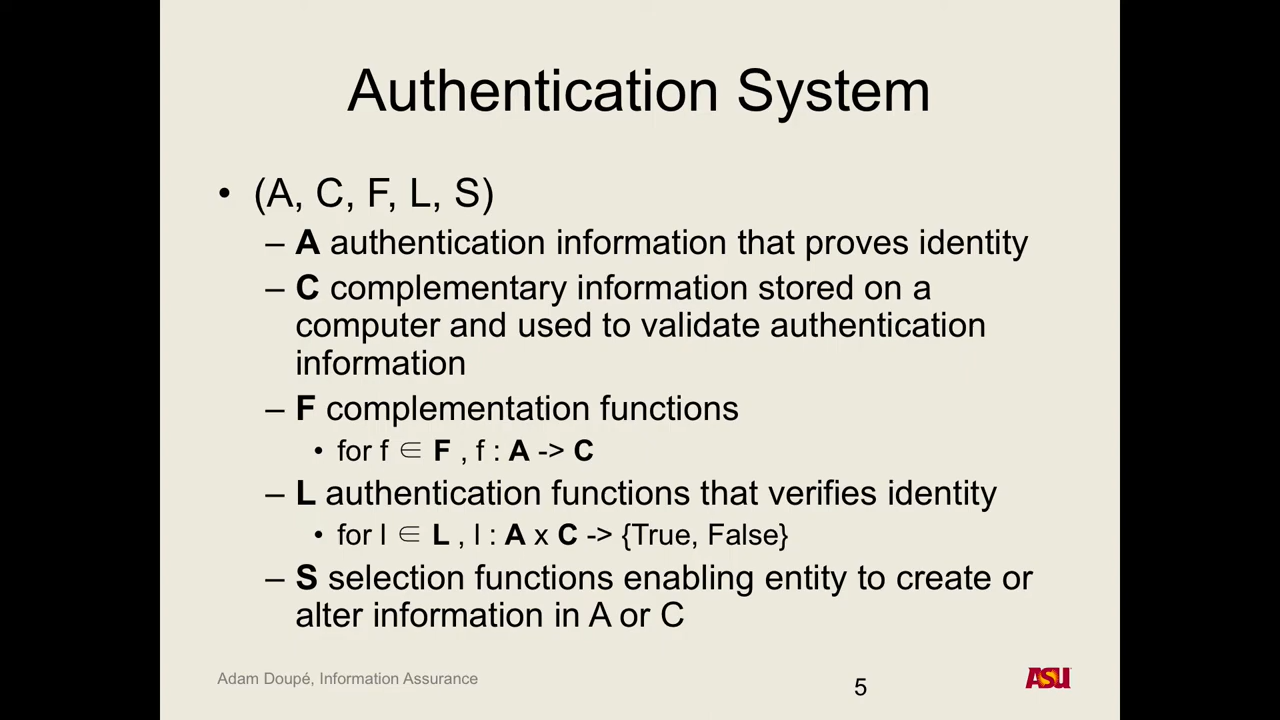 Authentication System
• (A, C, F, L, S)
– A authentication information that proves identity
– C complementary information stored on a
computer and used to validate authentication
information
– F complementation functions
• for f ∈ F , f : A -> C
– L authentication functions that verifies identity
• for l ∈ L , l : A x C -> {True, False}
– S selection functions enabling entity to create or
alter information in A or C
Adam Doupé, Information Assurance
5
ASU